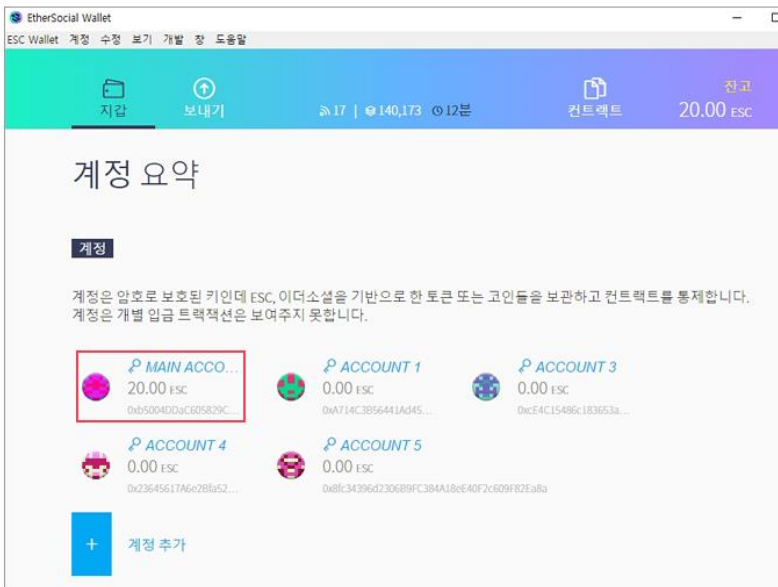 EtherSocial Wallet
ESC Wallet 계정 수정 보기 개발 창 도움말
지갑 보내기 17 | 140,173 12분 컨트랙트 잔고
20.00 ESC
계정 요약
계정
계정은 암호로 보호된 키인데 ESC, 이더소셜을 기반으로 한 토큰 또는 코인들을 보관하고 컨트랙트를 통제합니다.
계정은 개별 입금 트랙잭션은 보여주지 못합니다.
MAIN ACCO... ACCOUNT 1 ACCOUNT 3
20.00 ESC 0.00 ESC 0.00 ESC
0xb5004DDaC605829C... 0xA714C3B56441Ad45... 0xcE4C15486c183653a...
ACCOUNT 4 ACCOUNT 5
0.00 ESC 0.00 ESC
0x23645617A6e2Bfa52... 0x8fc34396d2306B9FC384A18eE40F2c609F82Ea8a
+ 계정 추가